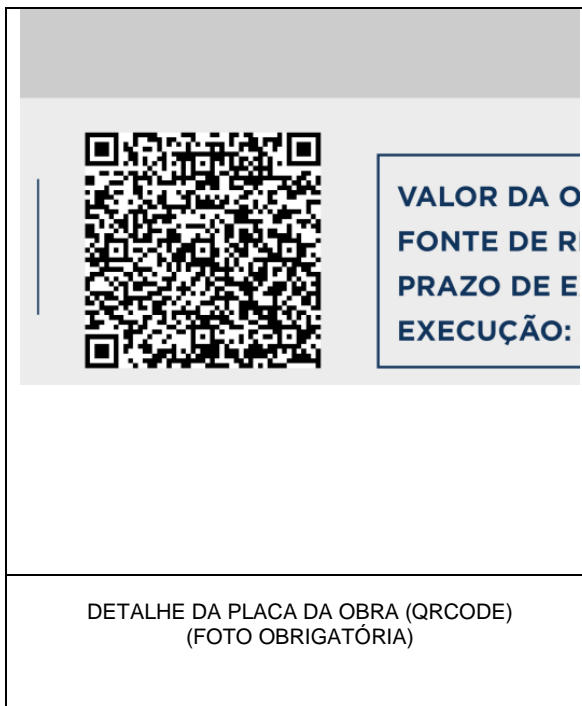 VALOR DA
FONTE DE
PRAZO DE
EXECUÇÃO:
DETALHE DA PLACA DA OBRA (QRCODE)
(FOTO OBRIGATÓRIA)